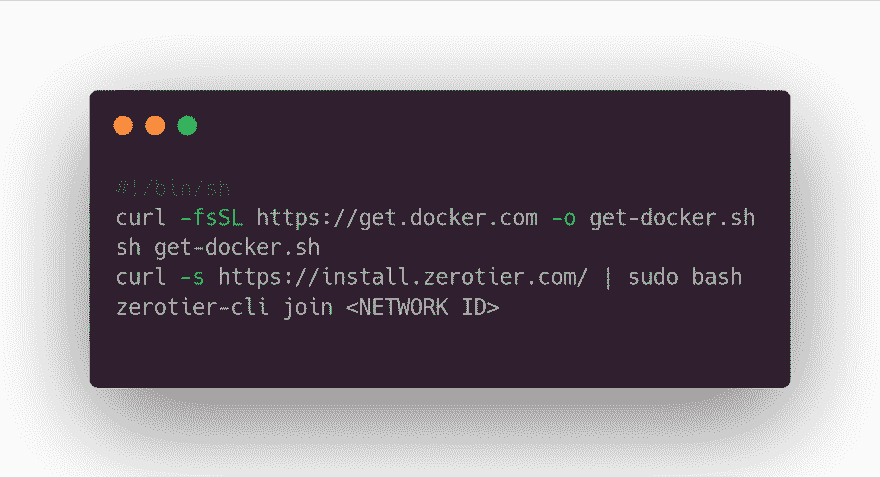 #!/bin/sh
curl -fsSL https://get.docker.com -o get-docker.sh
sh get-docker.sh
curl -s https://install.zerotier.com/ | sudo bash
zerotier-cli join <NETWORK ID>